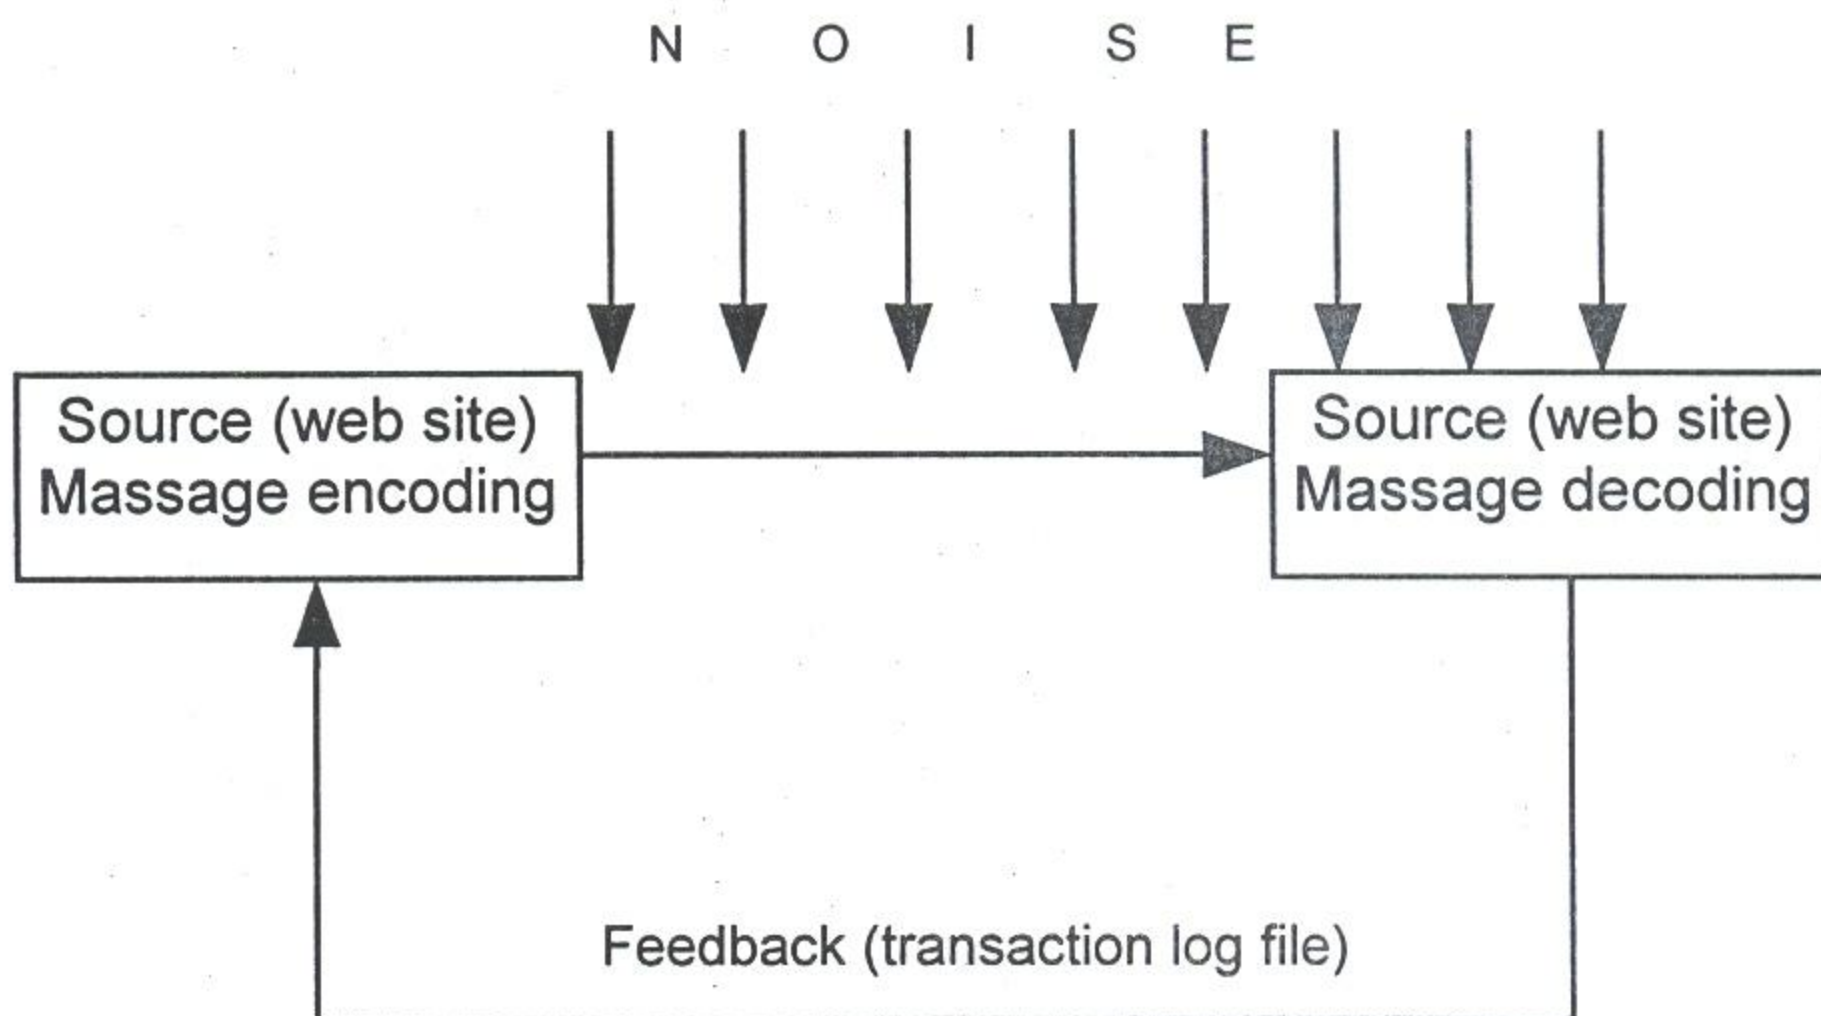 N O I S E
Source (web site)
Massage encoding
Source (web site)
Massage decoding
Feedback (transaction log file)